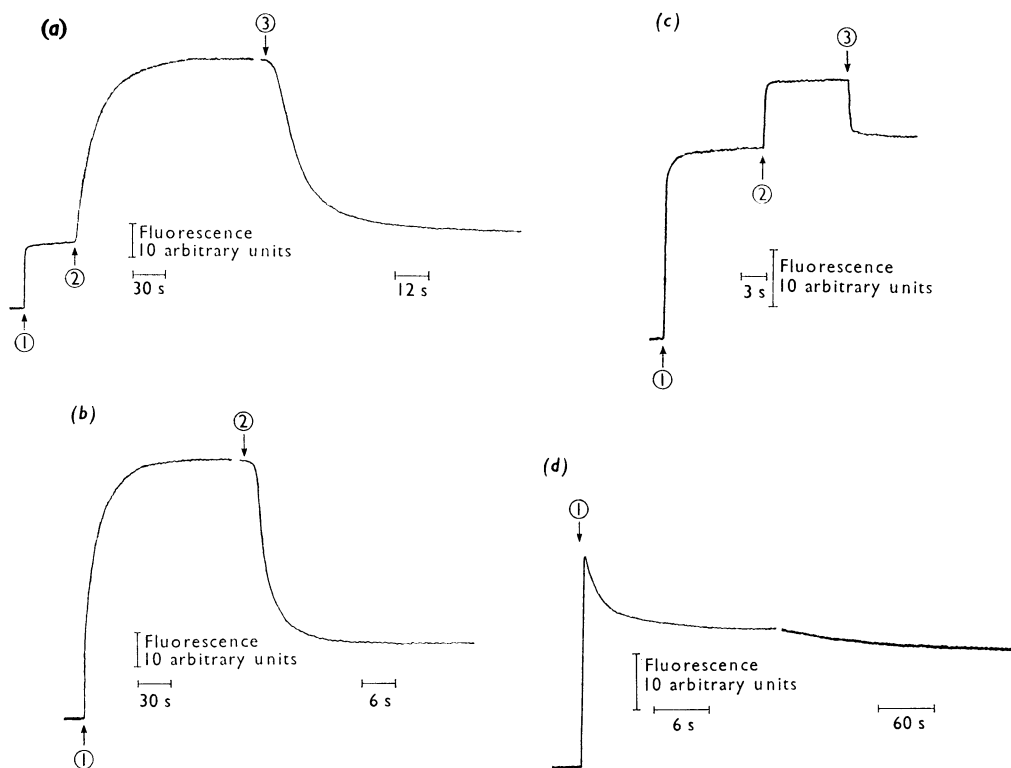 (a)
③
②
①
Fluorescence
10 arbitrary units
30 s
12 s
(c)
③
②
①
3 s
Fluorescence
10 arbitrary units
(b)
②
①
Fluorescence
10 arbitrary units
30 s
6 s
(d)
①
Fluorescence
10 arbitrary units
6 s
60 s